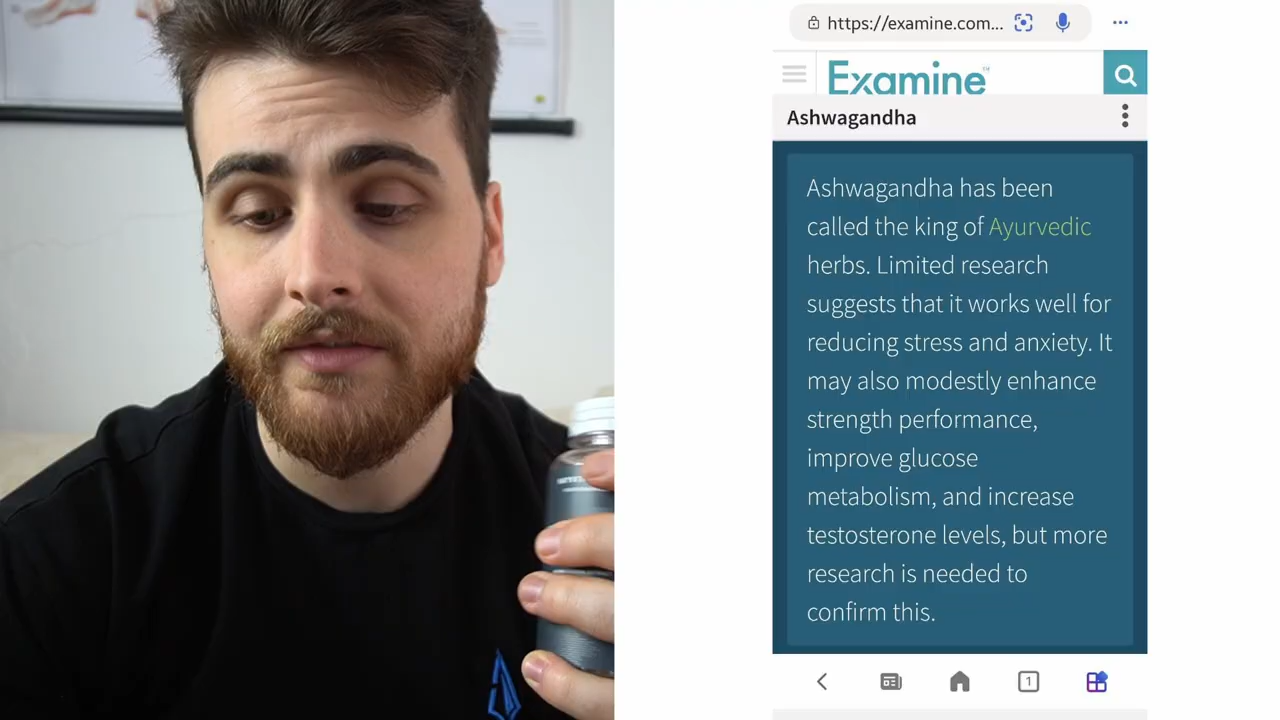 https://examine.com...
Examine™
Ashwagandha
Ashwagandha has been
called the king of Ayurvedic
herbs. Limited research
suggests that it works well for
reducing stress and anxiety. It
may also modestly enhance
strength performance,
improve glucose
metabolism, and increase
testosterone levels, but more
research is needed to
confirm this.
1